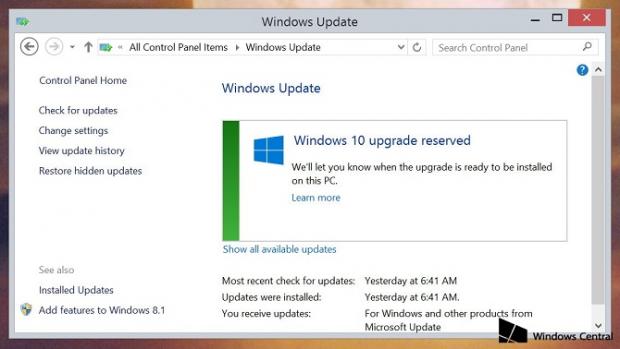 Windows Update
« All Control Panel Items Windows Update
Search Control Panel
Control Panel Home
Check for updates
Change settings
View update history
Restore hidden updates
See also
Installed Updates
Add features to Windows 8.1
?
Windows Update
Windows 10 upgrade reserved
We'll let you know when the upgrade is ready to be installed
on this PC.
Learn more
Show all available updates
Most recent check for updates: Yesterday at 6:41 AM
Updates were installed: Yesterday at 6:41 AM.
You receive updates: For Windows and other products from
Microsoft Update
Windows Central